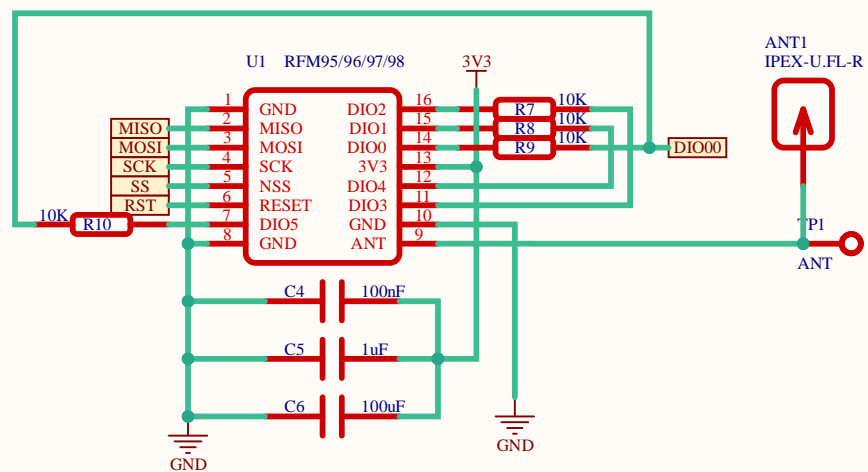 ANT1
IPEX-U.FL-R
U1 RFM95/96/97/98
3V3
1 GND DIO2 16 R7 10K
MISO 2 MISO DIO1 15 R8 10K
MOSI 3 MOSI DIO0 14 R9 10K DIO00
SCK 4 SCK 3V3 13
SS 5 NSS DIO4 12
RST 6 RESET DIO3 11
10K R10 7 DIO5 GND 10
8 GND ANT 9
TP1
ANT
C4 100nF
C5 1uF
C6 100uF
GND
GND